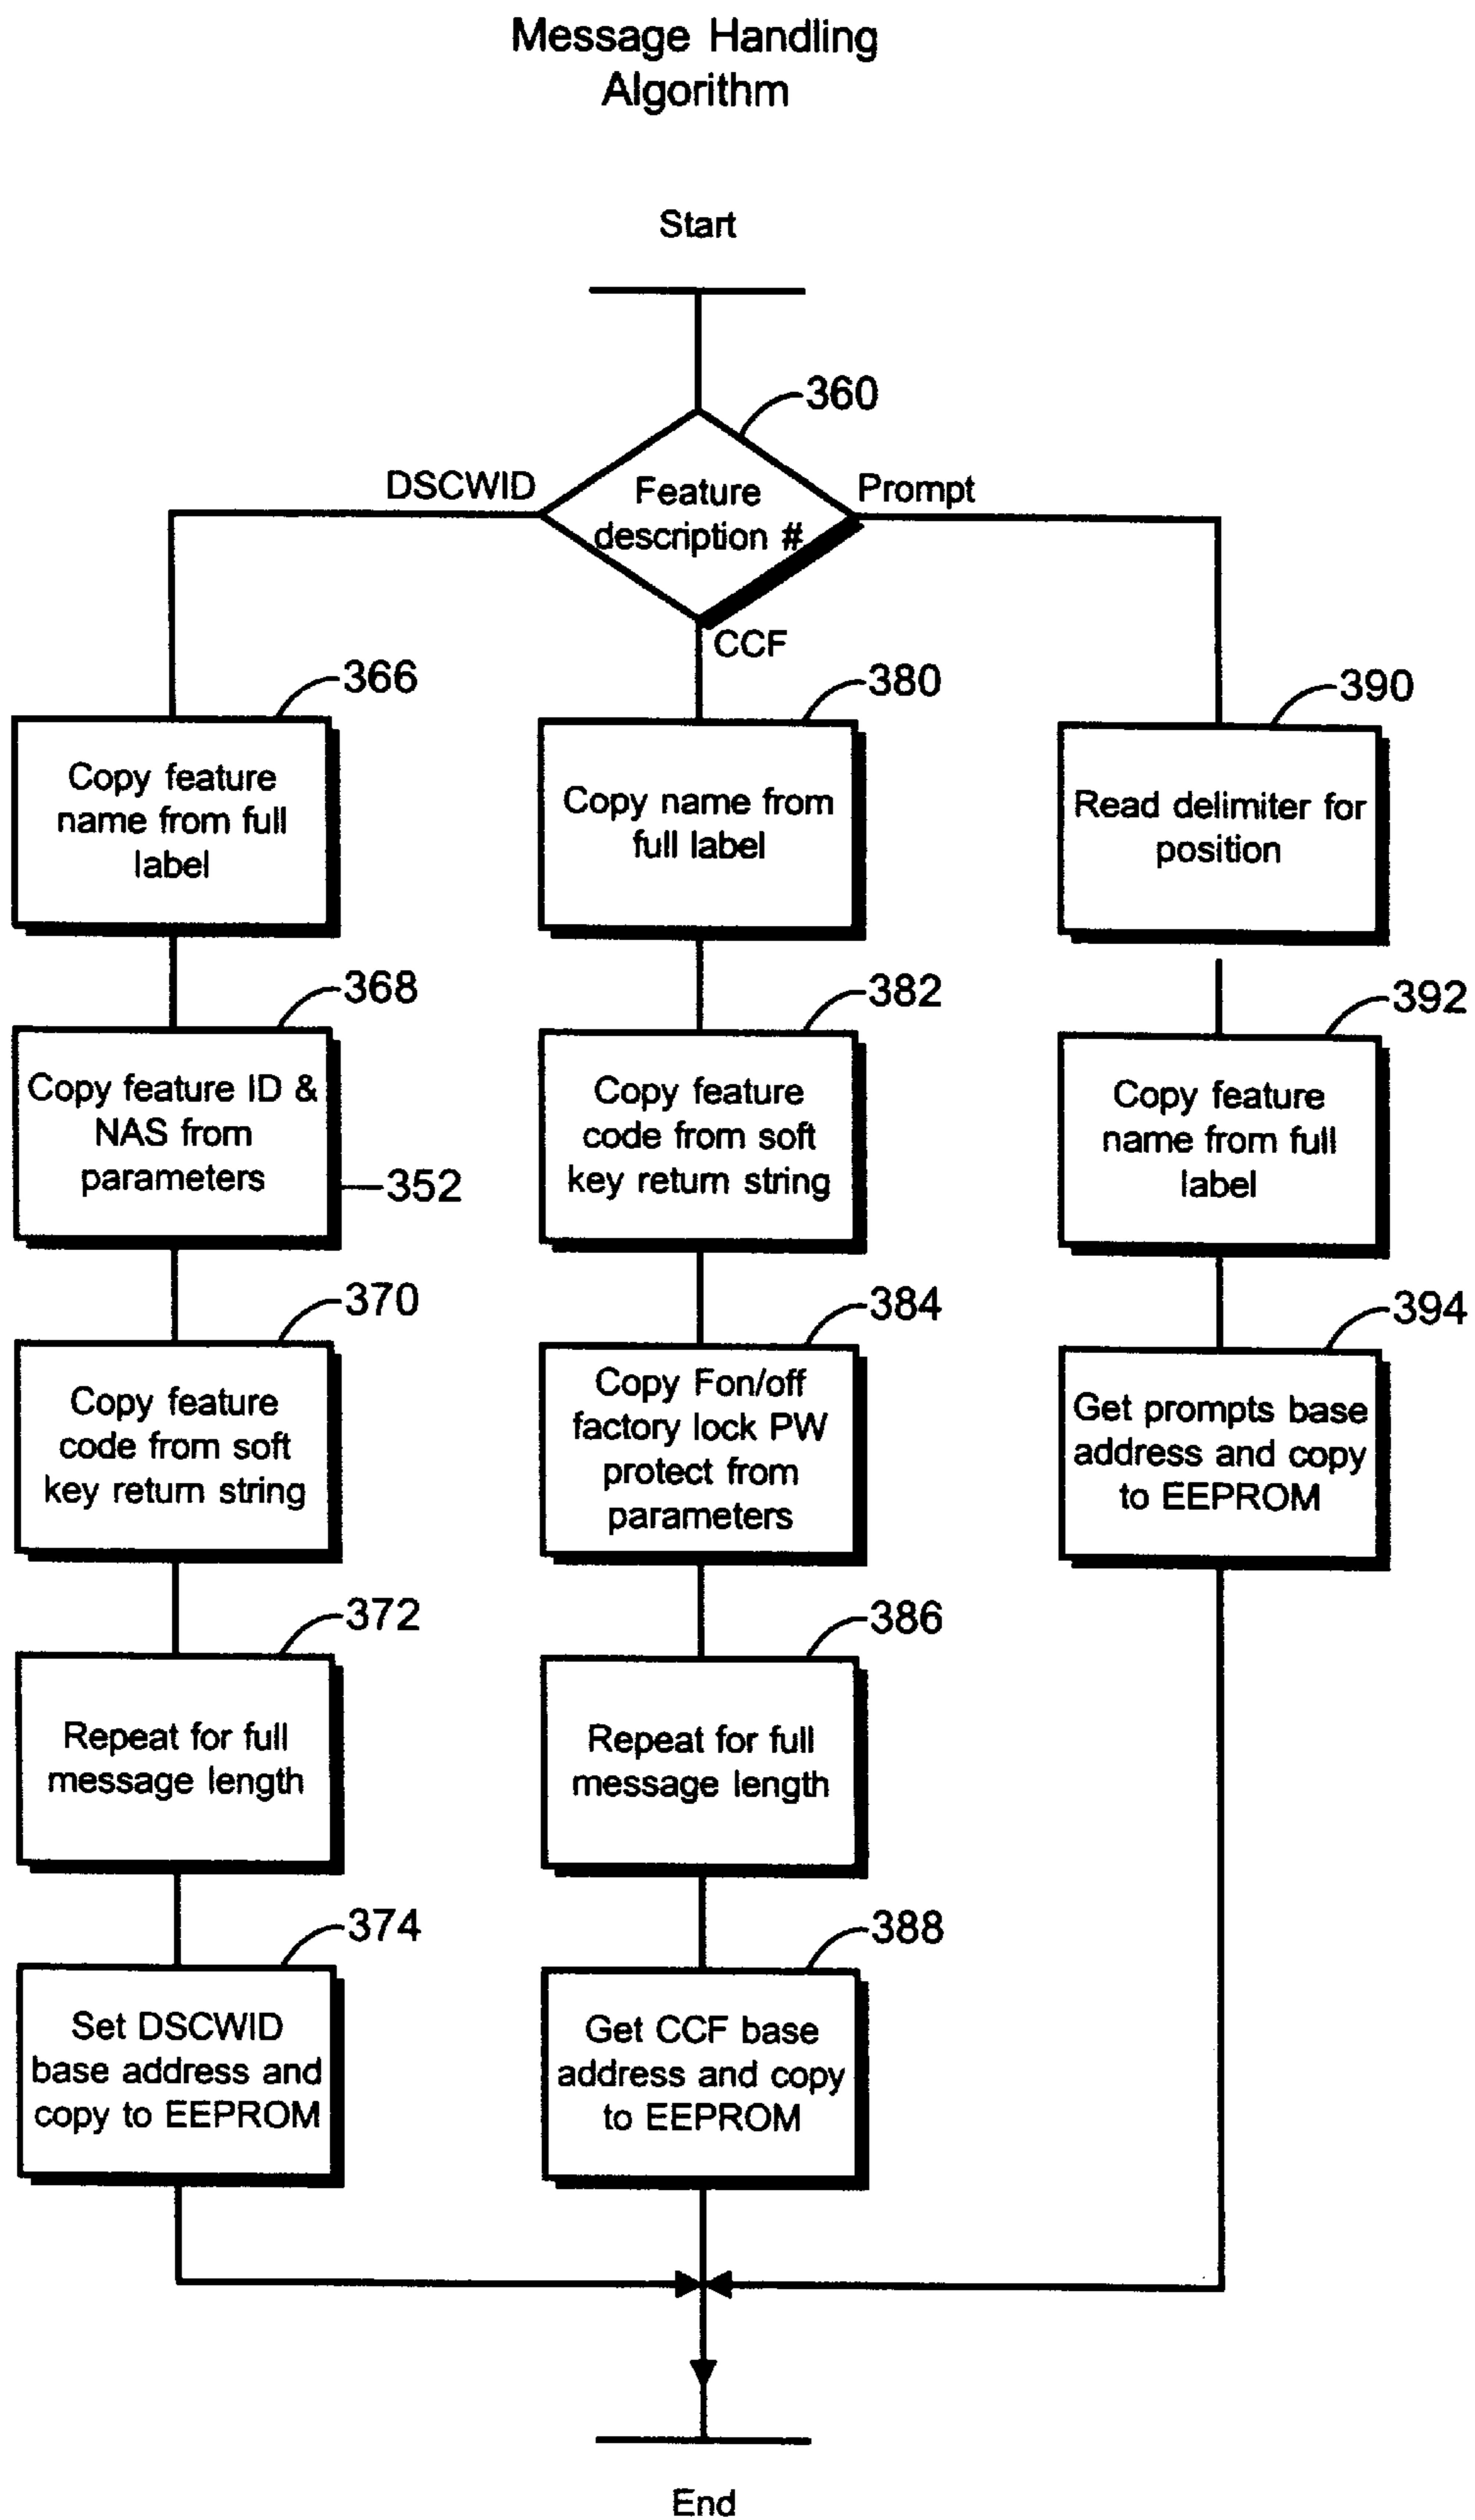 Message Handling
Algorithm
Start
360
DSCWID
Feature
description #
Prompt
CCF
366
Copy feature
name from full
label
368
Copy feature ID &
NAS from
parameters
352
370
Copy feature
code from soft
key return string
372
Repeat for full
message length
374
Set DSCWID
base address and
copy to EEPROM
380
Copy name from
full label
382
Copy feature
code from soft
key return string
384
Copy Fon/off
factory lock PW
protect from
parameters
386
Repeat for full
message length
388
Get CCF base
address and copy
to EEPROM
390
Read delimiter for
position
392
Copy feature
name from full
label
394
Get prompts base
address and copy
to EEPROM
End